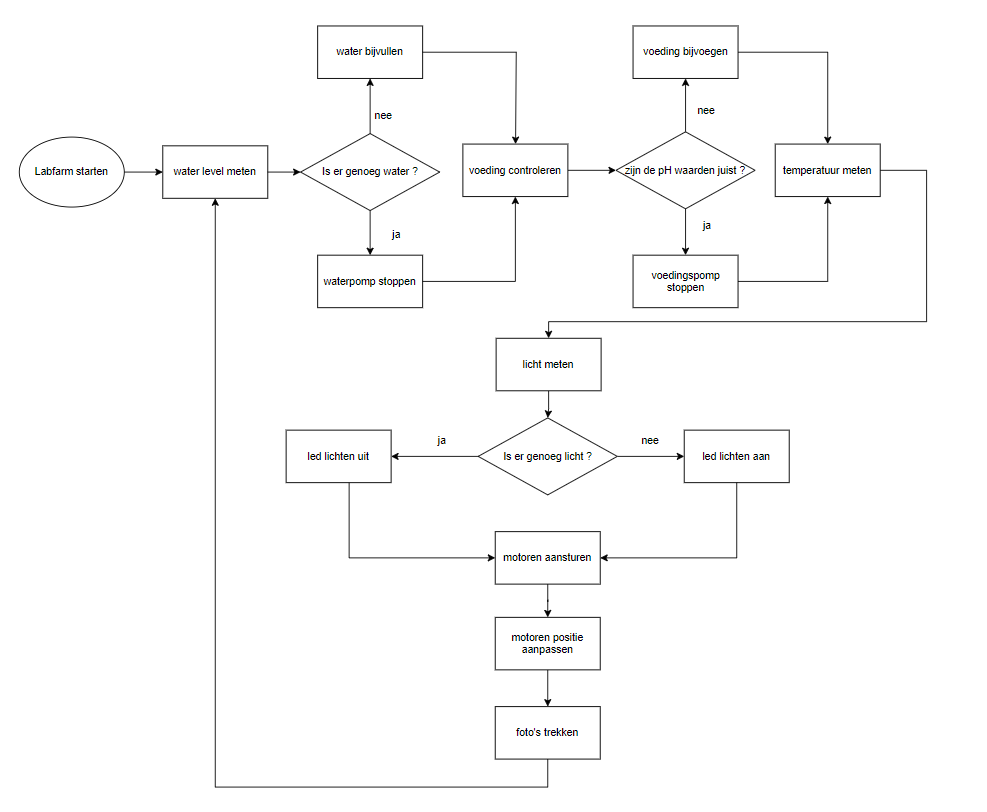 Labfarm starten
water level meten
Is er genoeg water ?
nee
water bijvullen
ja
waterpomp stoppen
voeding controleren
zijn de pH waarden juist ?
nee
voeding bijvoegen
ja
voedingspomp
stoppen
temperatuur meten
licht meten
Is er genoeg licht ?
ja
led lichten uit
nee
led lichten aan
motoren aansturen
motoren positie
aanpassen
foto's trekken